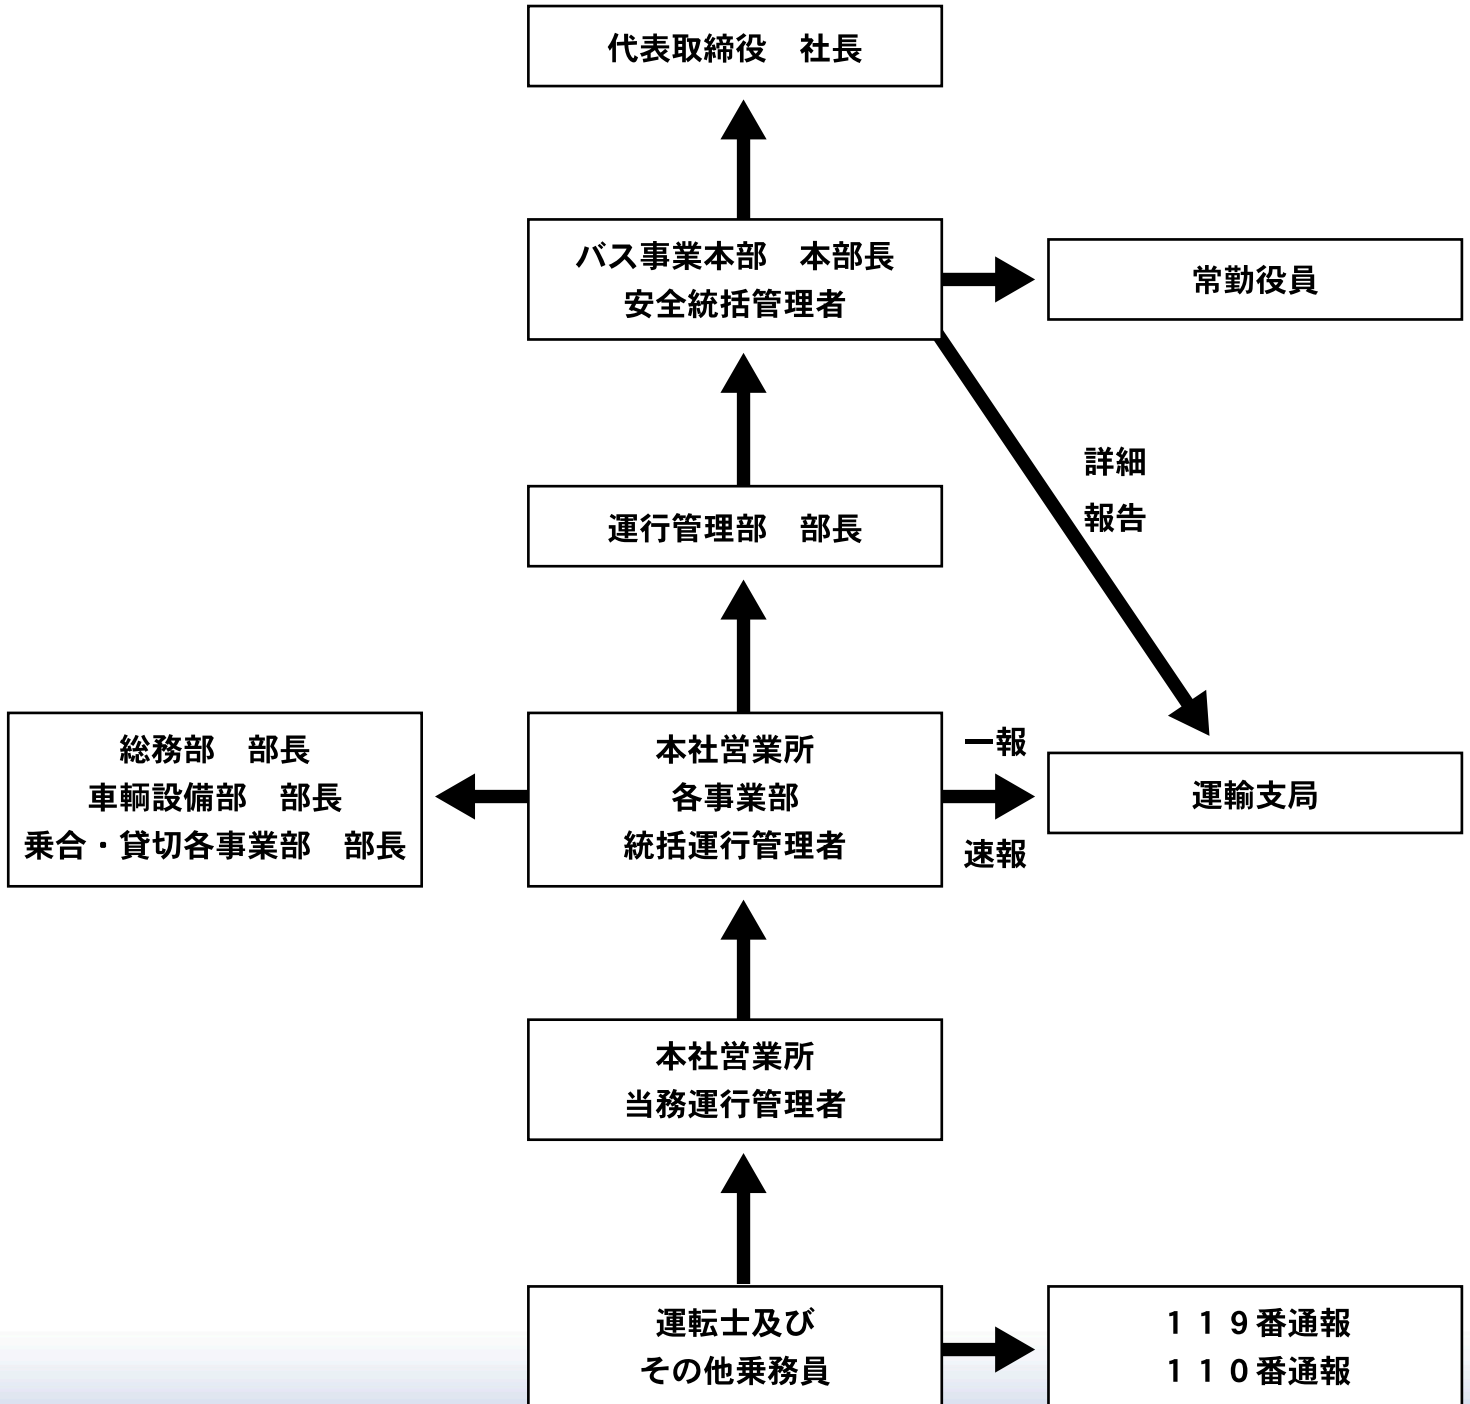 代表取締役　社長
バス事業本部　本部長
安全統括管理者
常勤役員
詳細
報告
運行管理部　部長
総務部　部長
車輌設備部　部長
乗合・貸切各事業部　部長
本社営業所
各事業部
統括運行管理者
一報
速報
運輸支局
本社営業所
当務運行管理者
運転士及び
その他乗務員
１１９番通報
１１０番通報